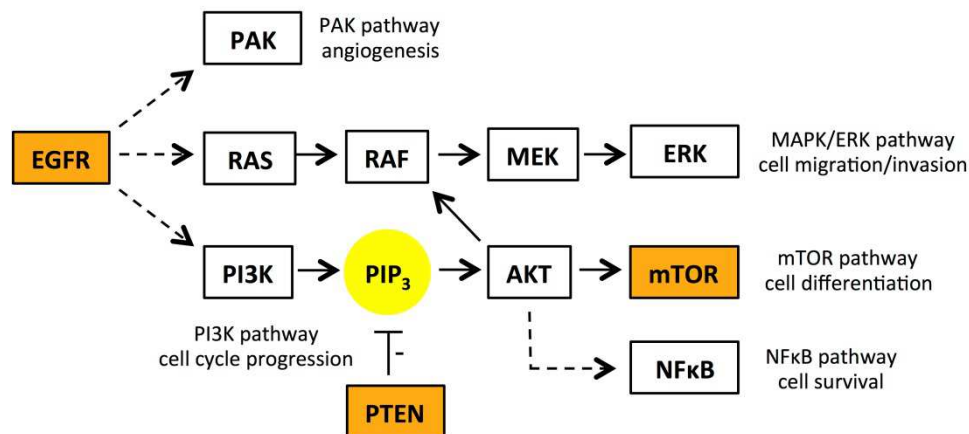 PAK
PAK pathway
angiogenesis
EGFR
RAS
RAF
MEK
ERK
MAPK/ERK pathway
cell migration/invasion
PI3K
PIP₃
AKT
mTOR
mTOR pathway
cell differentiation
PI3K pathway
cell cycle progression
-
NFκB
NFκB pathway
cell survival
PTEN